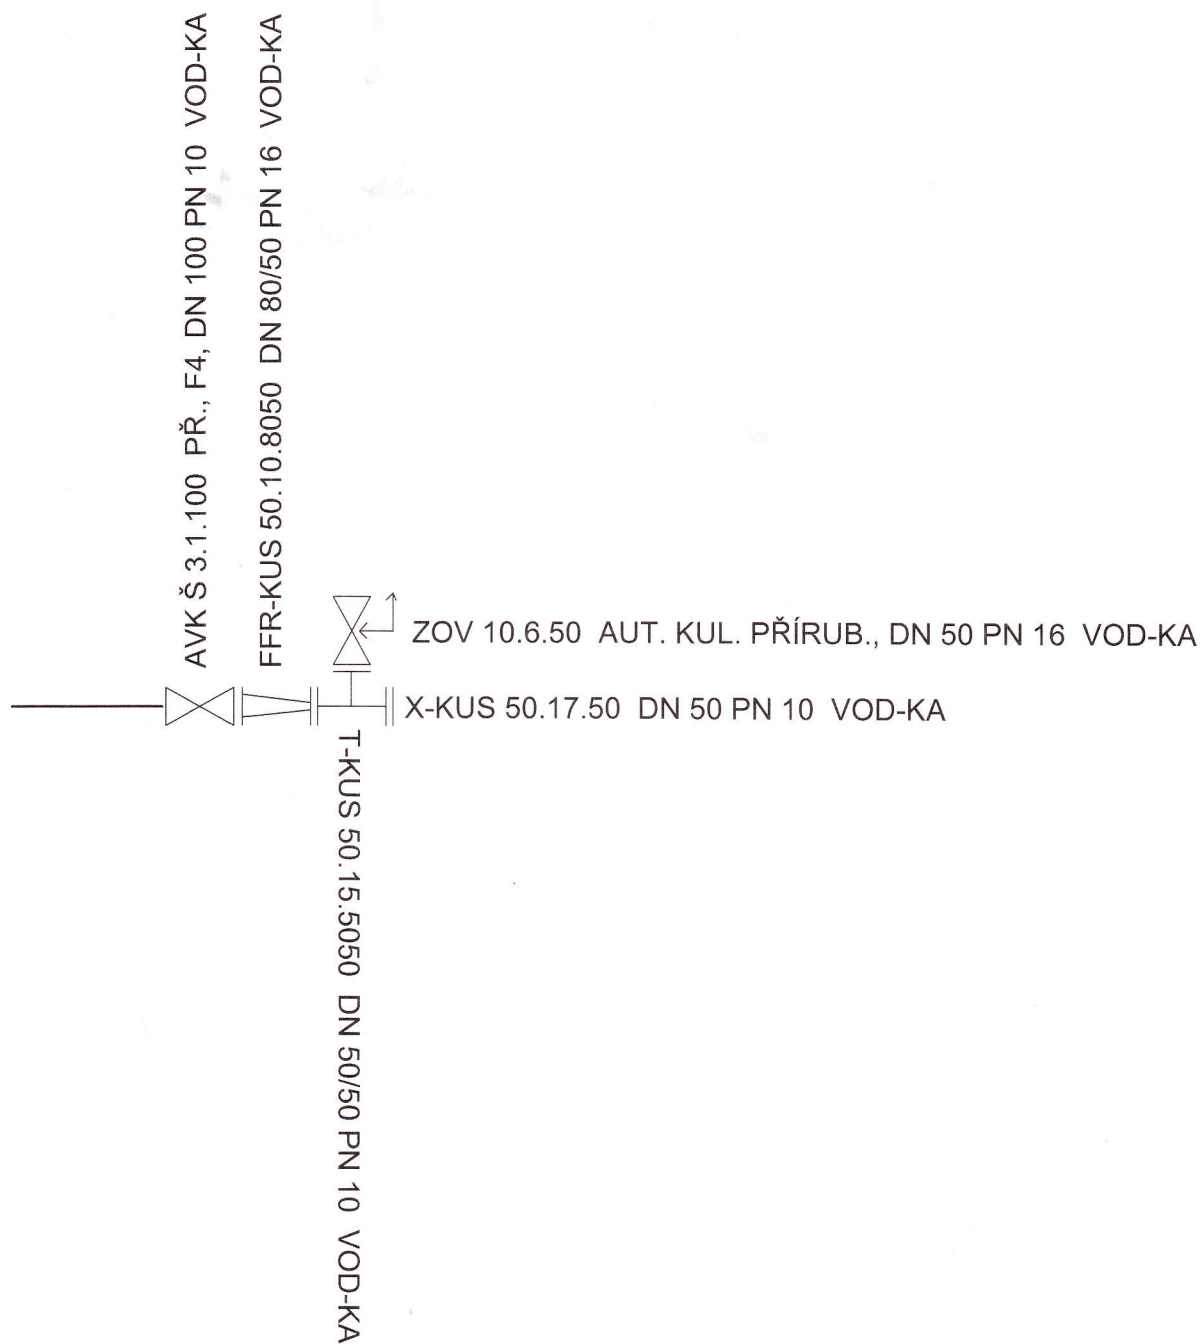 AVK Š 3.1.100 PŘ., F4, DN 100 PN 10 VOD-KA
FFR-KUS 50.10.8050 DN 80/50 PN 16 VOD-KA
ZOV 10.6.50 AUT. KUL. PŘÍRUB., DN 50 PN 16 VOD-KA
X-KUS 50.17.50 DN 50 PN 10 VOD-KA
T-KUS 50.15.5050 DN 50/50 PN 10 VOD-KA